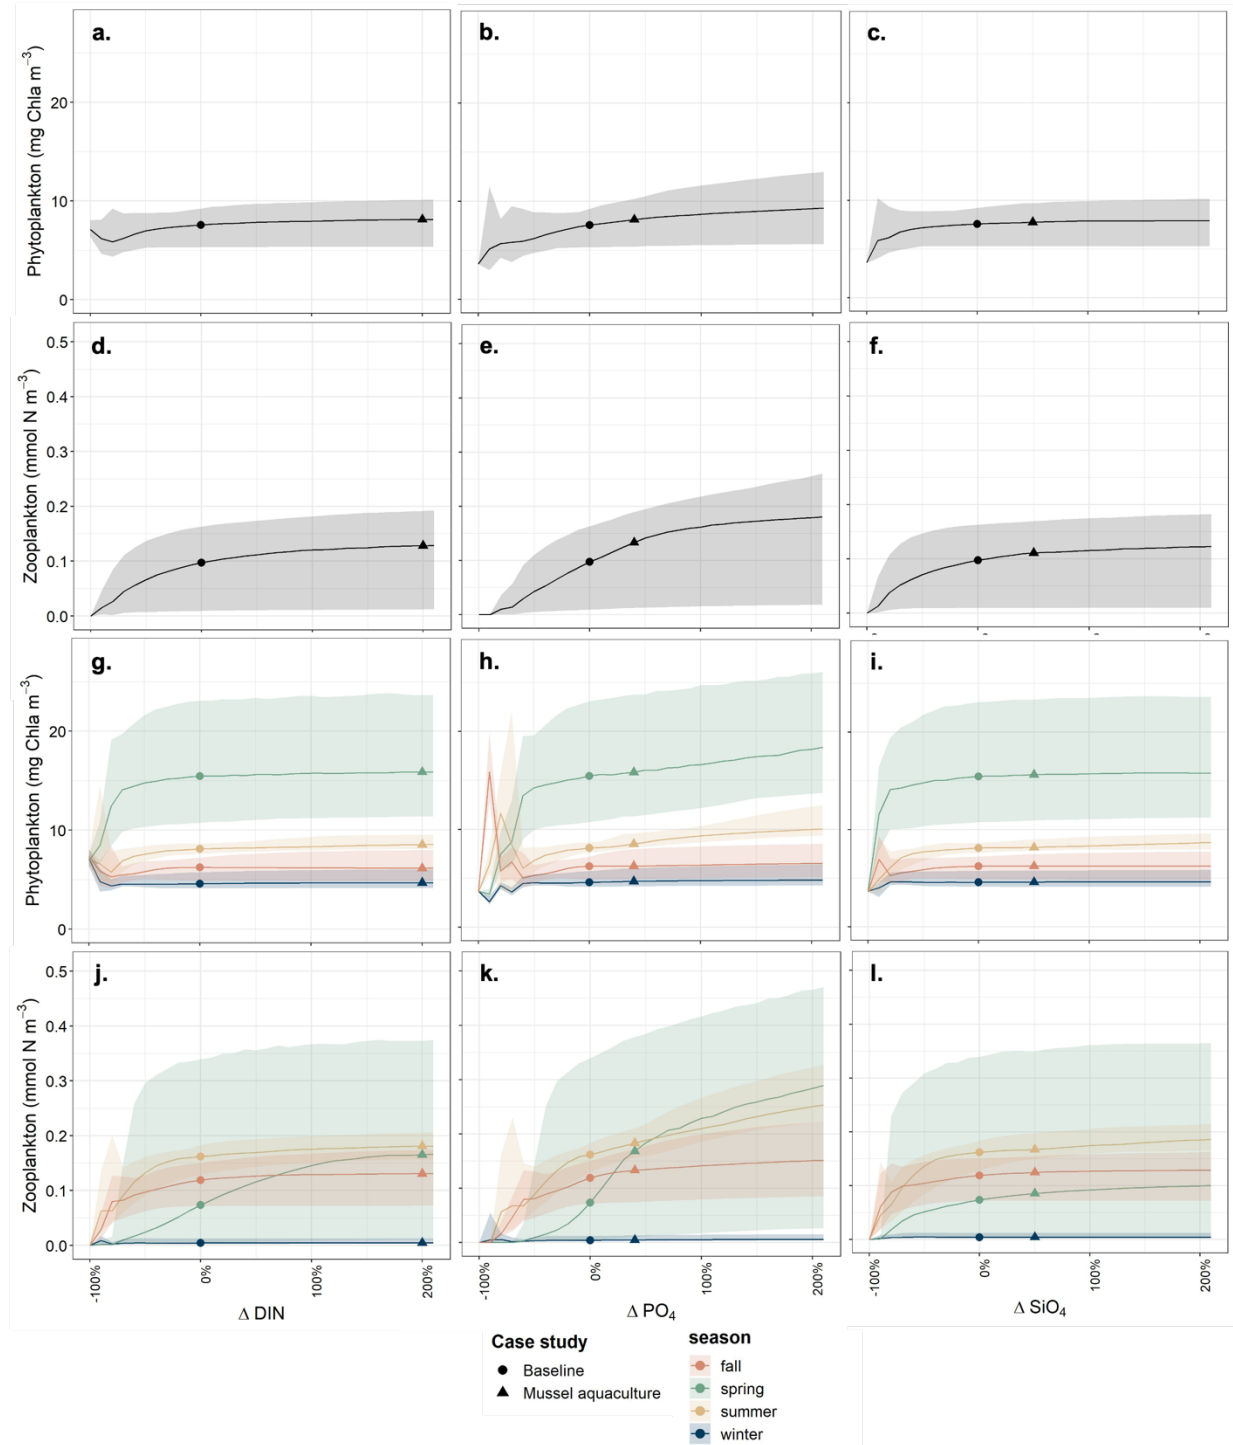 a.
b.
c.
Phytoplankton (mg Chla m⁻³)
20
10
0
d.
e.
f.
Zooplankton (mmol N m⁻³)
0.5
0.4
0.3
0.2
0.1
0.0
g.
h.
i.
Phytoplankton (mg Chla m⁻³)
20
10
0
j.
k.
l.
Zooplankton (mmol N m⁻³)
0.5
0.4
0.3
0.2
0.1
0.0
-100% 0% 100% 200%
-100% 0% 100% 200%
-100% 0% 100% 200%
Δ DIN
Δ PO₄
Δ SiO₄
Case study
Baseline
Mussel aquaculture
season
fall
spring
summer
winter